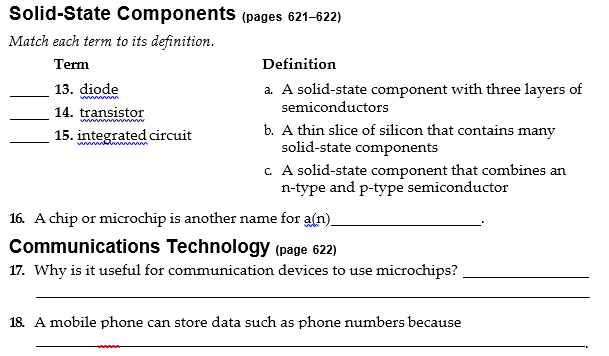 Solid-State Components (pages 621–622)
Match each term to its definition.
Term Definition
_____ 13. diode a. A solid-state component with three layers of
semiconductors
_____ 14. transistor
_____ 15. integrated circuit b. A thin slice of silicon that contains many
solid-state components
c. A solid-state component that combines an
n-type and p-type semiconductor
16. A chip or microchip is another name for a(n)____________________.
Communications Technology (page 622)
17. Why is it useful for communication devices to use microchips? ________________
18. A mobile phone can store data such as phone numbers because
________________________________________.